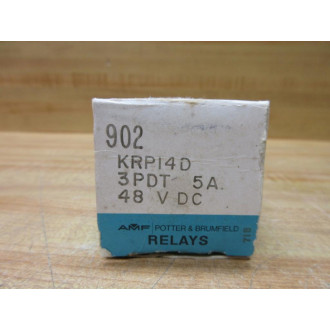 902
KRP14D
3PDT 5A.
48 V DC
AMP POTTER & BRUMFIELD
RELAYS